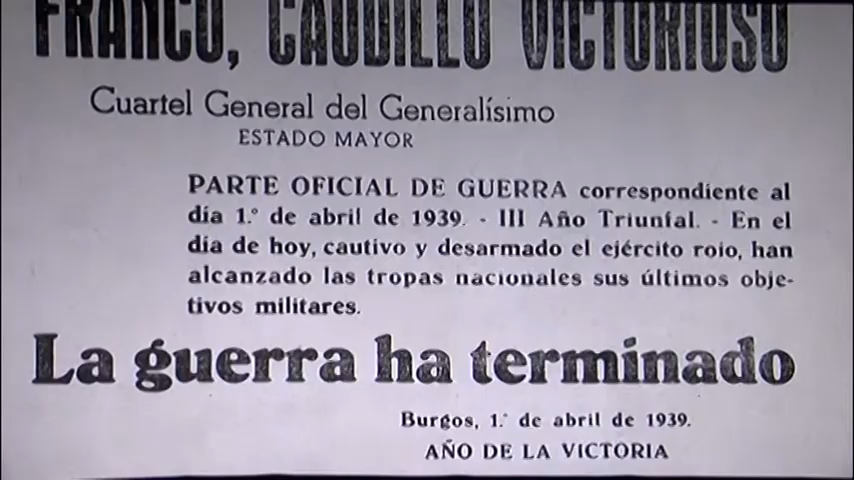 FRANCO, CAUDILLO VICTORIOSO
Cuartel General del Generalísimo
ESTADO MAYOR
PARTE OFICIAL DE GUERRA correspondiente al
día 1.º de abril de 1939. - III Año Triunfal. - En el
día de hoy, cautivo y desarmado el ejército rojo, han
alcanzado las tropas nacionales sus últimos obje-
tivos militares.
La guerra ha terminado
Burgos, 1.º de abril de 1939.
AÑO DE LA VICTORIA